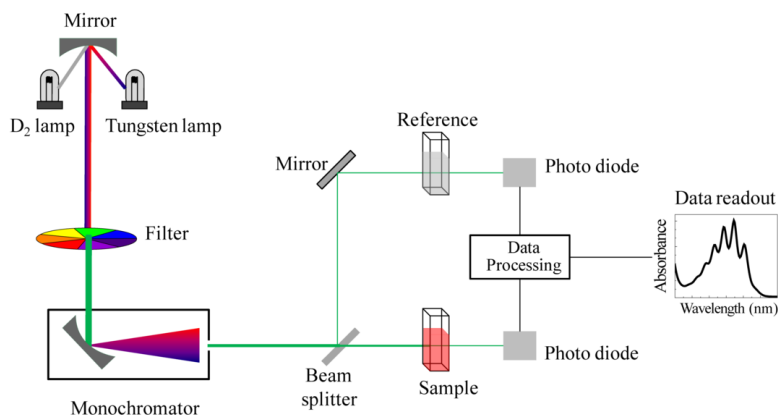 Mirror
D₂ lamp
Tungsten lamp
Filter
Monochromator
Beam
splitter
Mirror
Reference
Sample
Photo diode
Data
Processing
Photo diode
Data readout
Absorbance
Wavelength (nm)